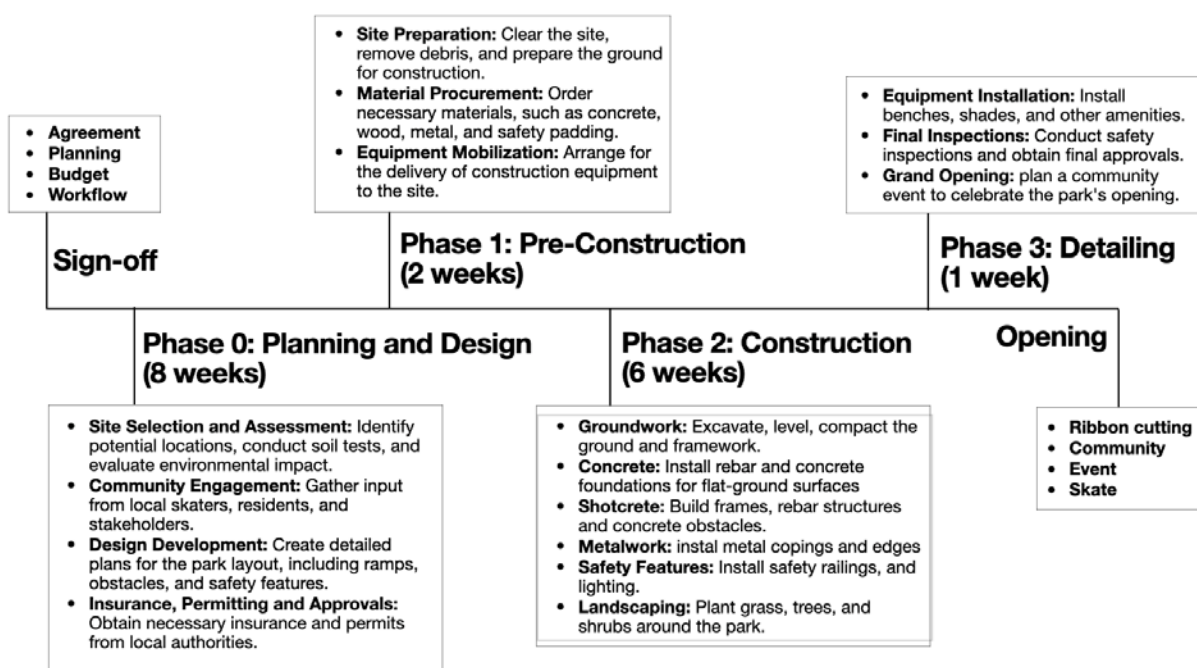 • Agreement
• Planning
• Budget
• Workflow
Sign-off
Phase 0: Planning and Design
(8 weeks)
• Site Selection and Assessment: Identify
potential locations, conduct soil tests, and
evaluate environmental impact.
• Community Engagement: Gather input
from local skaters, residents, and
stakeholders.
• Design Development: Create detailed
plans for the park layout, including ramps,
obstacles, and safety features.
• Insurance, Permitting and Approvals:
Obtain necessary insurance and permits
from local authorities.
• Site Preparation: Clear the site,
remove debris, and prepare the ground
for construction.
• Material Procurement: Order
necessary materials, such as concrete,
wood, metal, and safety padding.
• Equipment Mobilization: Arrange for
the delivery of construction equipment
to the site.
Phase 1: Pre-Construction
(2 weeks)
Phase 2: Construction
(6 weeks)
• Groundwork: Excavate, level, compact the
ground and framework.
• Concrete: Install rebar and concrete
foundations for flat-ground surfaces
• Shotcrete: Build frames, rebar structures
and concrete obstacles.
• Metalwork: instal metal copings and edges
• Safety Features: Install safety railings, and
lighting.
• Landscaping: Plant grass, trees, and
shrubs around the park.
• Equipment Installation: Install
benches, shades, and other amenities.
• Final Inspections: Conduct safety
inspections and obtain final approvals.
• Grand Opening: plan a community
event to celebrate the park's opening.
Phase 3: Detailing
(1 week)
Opening
• Ribbon cutting
• Community
• Event
• Skate